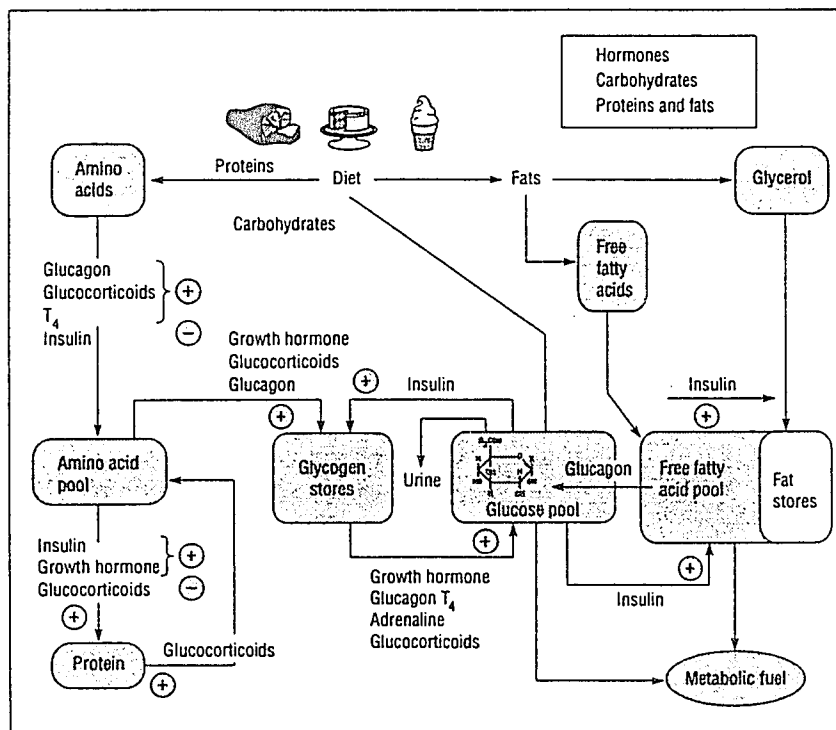 Hormones
Carbohydrates
Proteins and fats
Amino
acids
Proteins
Diet
Fats
Glycerol
Carbohydrates
Free
fatty
acids
Glucagon
Glucocorticoids
T4
Insulin
+
−
Growth hormone
Glucocorticoids
Glucagon
+
+
Insulin
Insulin
+
Amino acid
pool
Glycogen
stores
Urine
Glucose pool
Glucagon
Free fatty
acid pool
Fat
stores
Insulin
Growth hormone
Glucocorticoids
+
−
+
Growth hormone
Glucagon T4
Adrenaline
Glucocorticoids
+
Insulin
+
Protein
Glucocorticoids
+
Metabolic fuel